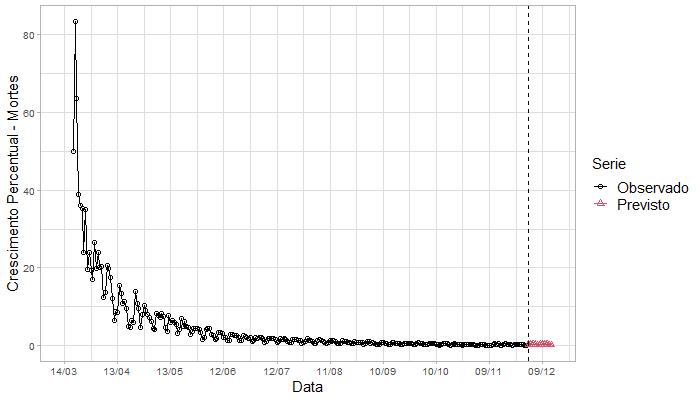 Crescimento Percentual - Mortes
80
60
40
20
0
14/03 13/04 13/05 12/06 12/07 11/08 10/09 10/10 09/11 09/12
Data
Serie
Observado
Previsto